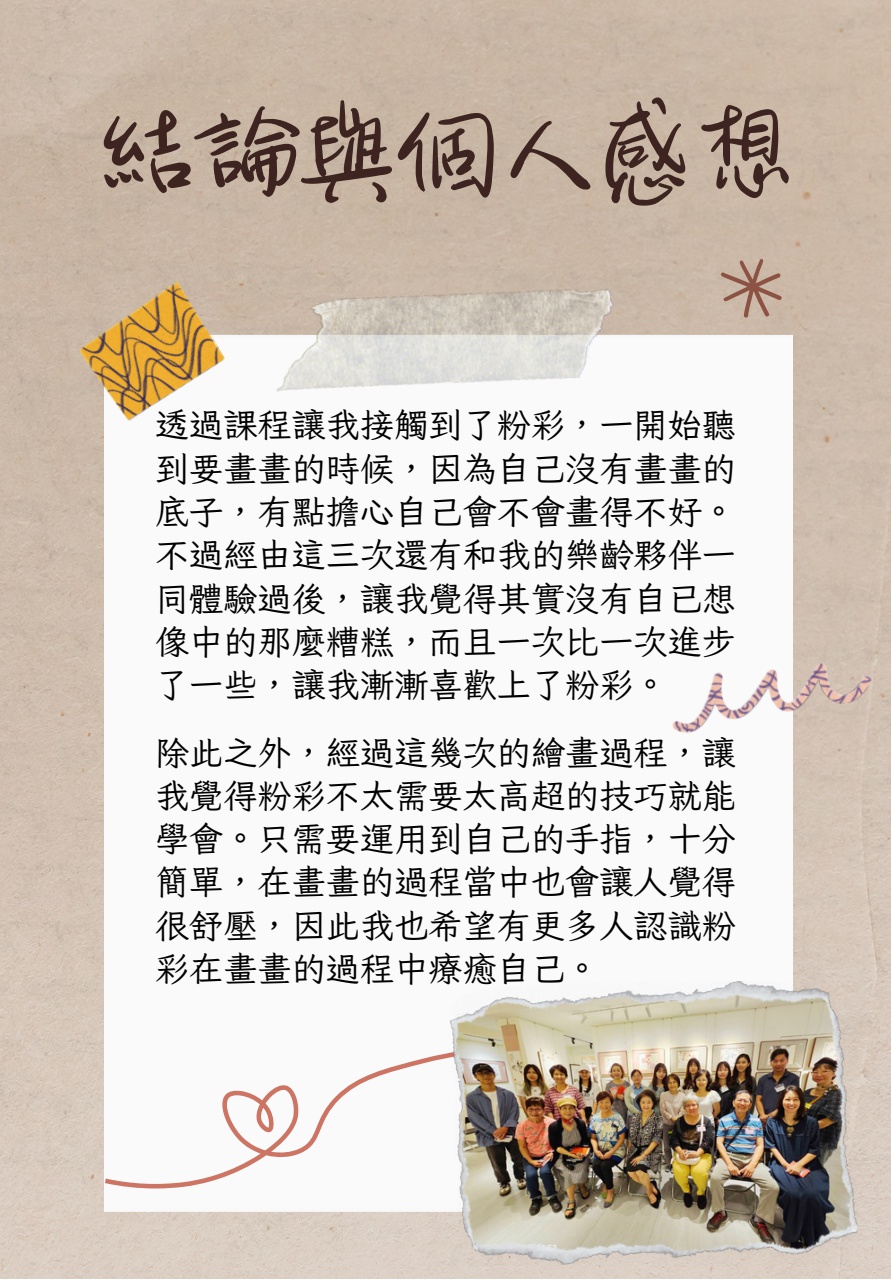 結論與個人感想
透過課程讓我接觸到了粉彩，一開始聽
到要畫畫的時候，因為自己沒有畫畫的
底子，有點擔心自己會不會畫得不好。
不過經由這三次還有和我的樂齡夥伴一
同體驗過後，讓我覺得其實沒有自已想
像中的那麼糟糕，而且一次比一次進步
了一些，讓我漸漸喜歡上了粉彩。
除此之外，經過這幾次的繪畫過程，讓
我覺得粉彩不太需要太高超的技巧就能
學會。只需要運用到自己的手指，十分
簡單，在畫畫的過程當中也會讓人覺得
很舒壓，因此我也希望有更多人認識粉
彩在畫畫的過程中療癒自己。